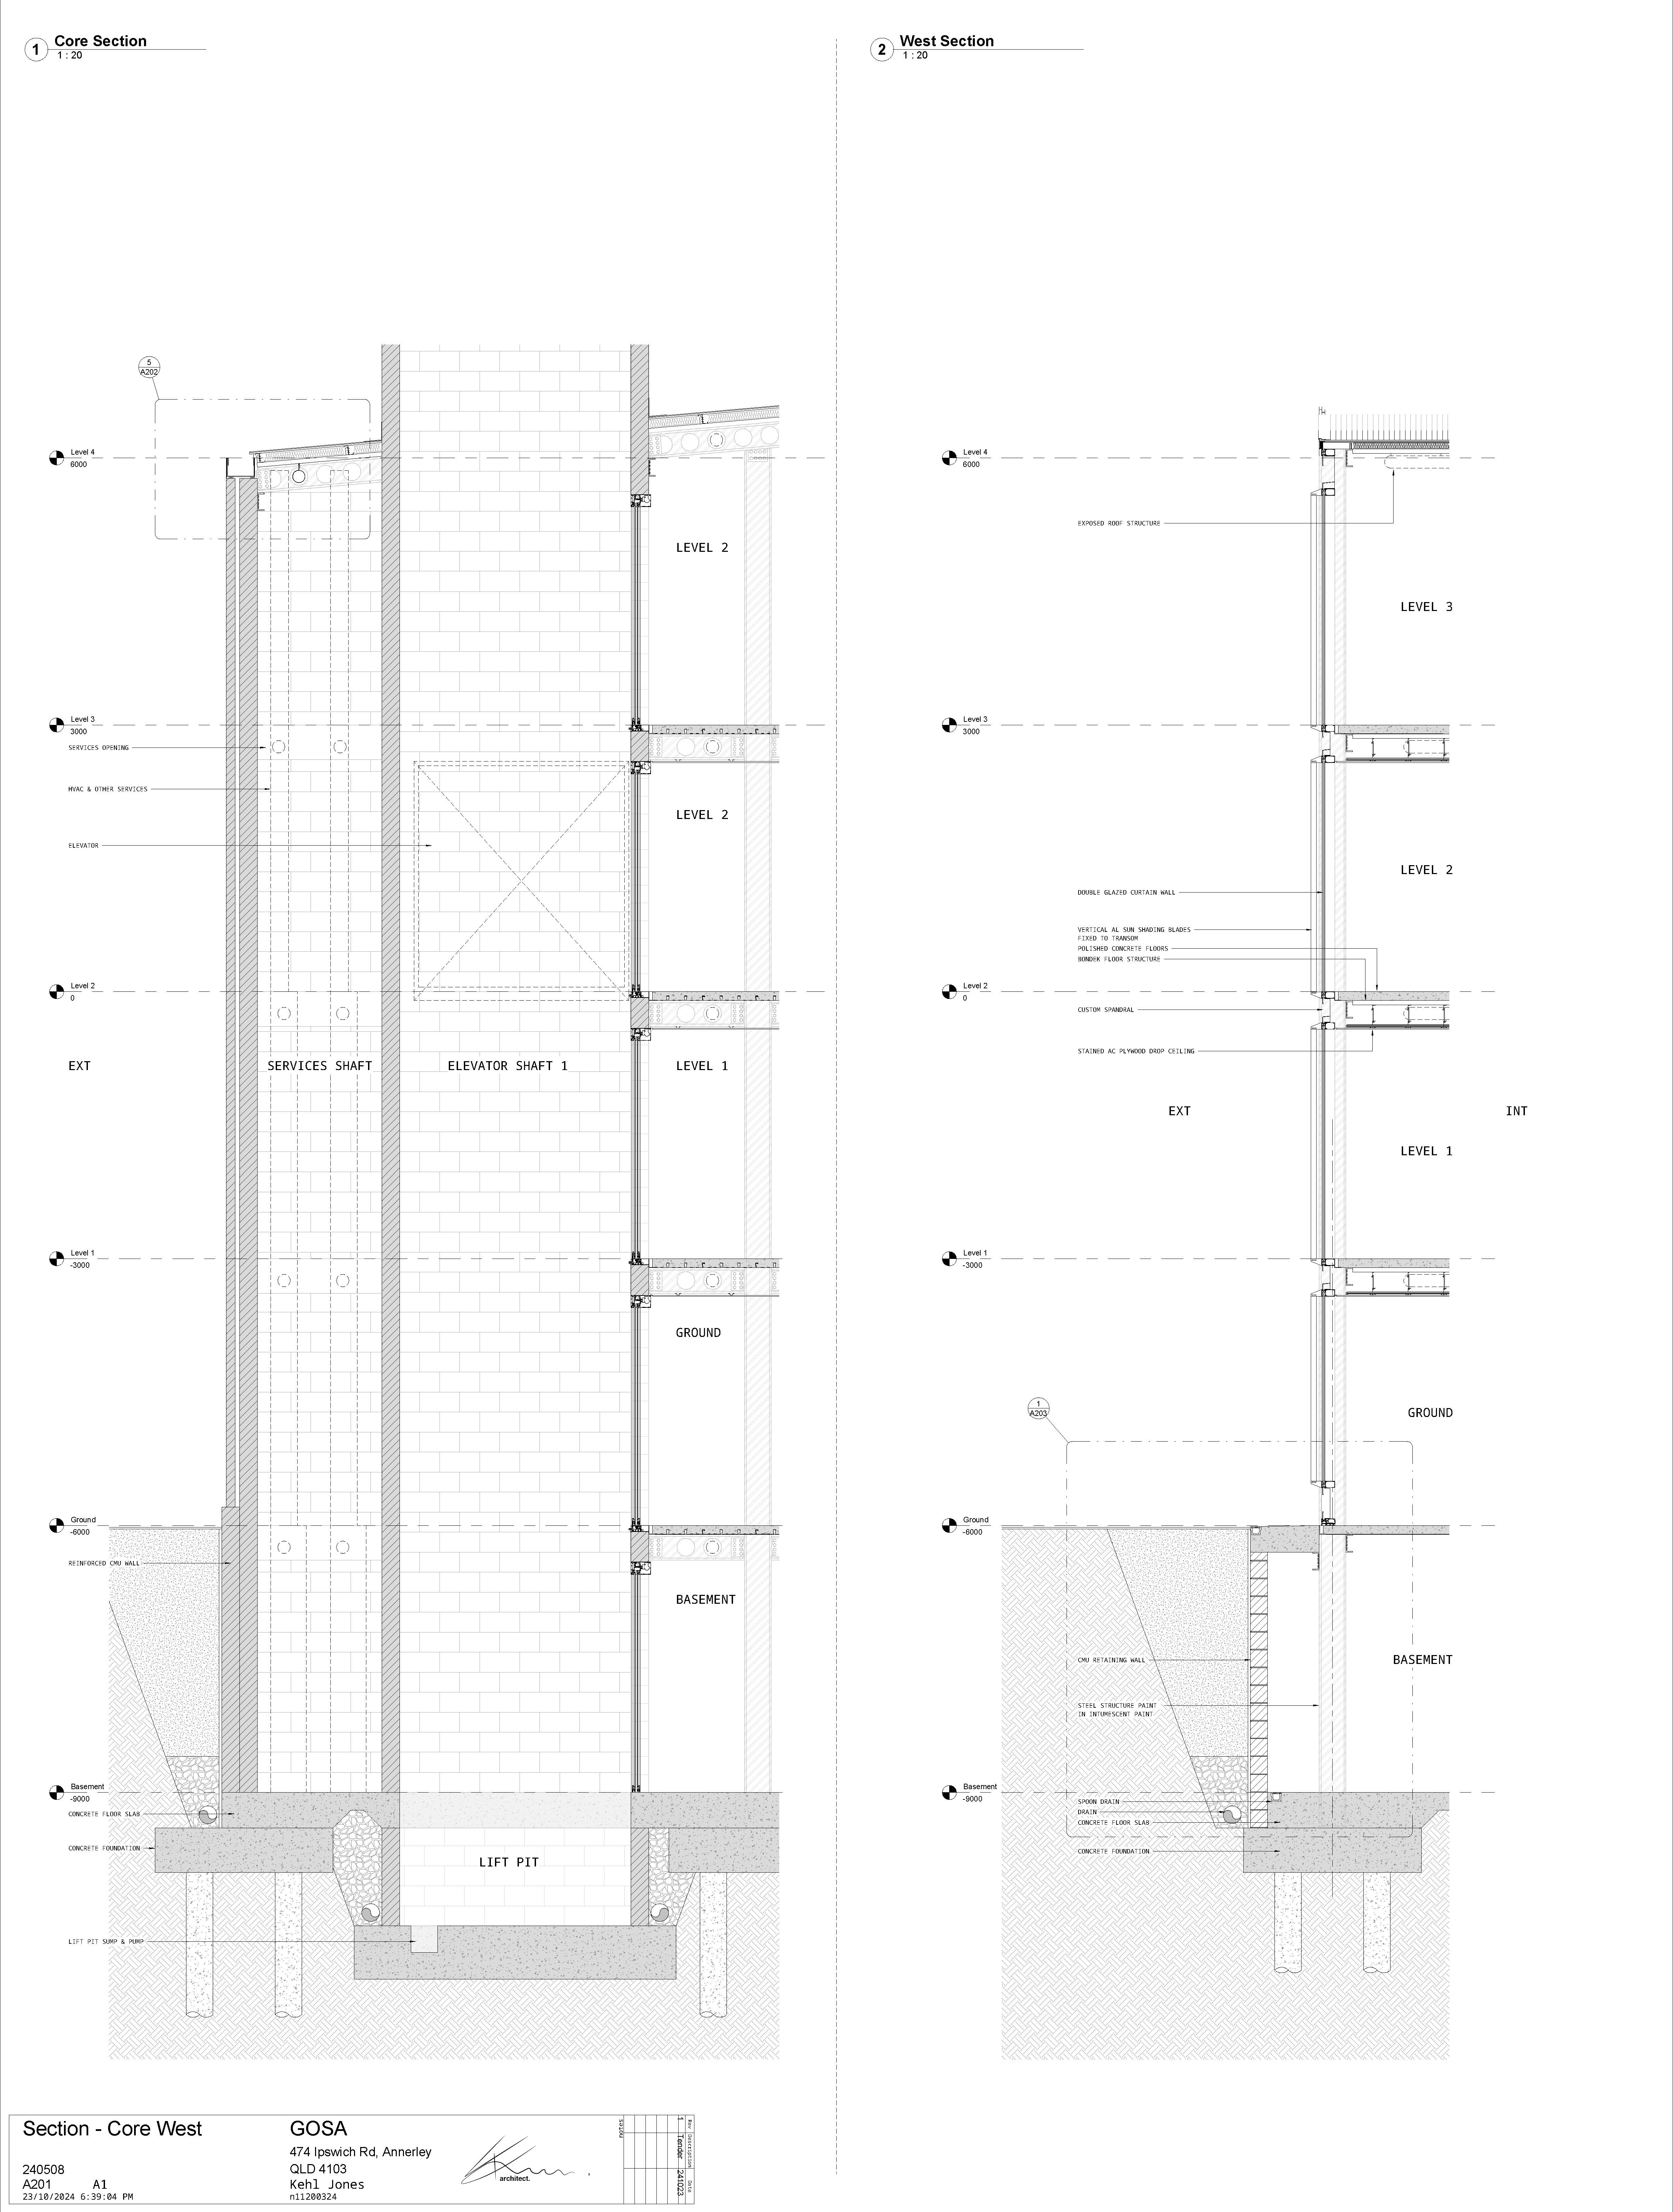 1 Core Section
1 : 20
5
A202
Level 4
6000
LEVEL 2
Level 3
3000
SERVICES OPENING
HVAC & OTHER SERVICES
LEVEL 2
ELEVATOR
Level 2
0
EXT
SERVICES SHAFT
ELEVATOR SHAFT 1
LEVEL 1
Level 1
-3000
GROUND
Ground
-6000
REINFORCED CMU WALL
BASEMENT
Basement
-9000
CONCRETE FLOOR SLAB
CONCRETE FOUNDATION
LIFT PIT
LIFT PIT SUMP & PUMP
2 West Section
1 : 20
Level 4
6000
EXPOSED ROOF STRUCTURE
LEVEL 3
Level 3
3000
LEVEL 2
DOUBLE GLAZED CURTAIN WALL
VERTICAL AL SUN SHADING BLADES
FIXED TO TRANSOM
POLISHED CONCRETE FLOORS
BONDEK FLOOR STRUCTURE
Level 2
0
CUSTOM SPANDRAL
STAINED AC PLYWOOD DROP CEILING
EXT
INT
LEVEL 1
Level 1
-3000
1
A203
GROUND
Ground
-6000
CMU RETAINING WALL
BASEMENT
STEEL STRUCTURE PAINT
IN INTUMESCENT PAINT
Basement
-9000
SPOON DRAIN
DRAIN
CONCRETE FLOOR SLAB
CONCRETE FOUNDATION
Section - Core West
240508
A201 A1
23/10/2024 6:39:04 PM
GOSA
474 Ipswich Rd, Annerley
QLD 4103
Kehl Jones
n11200324
architect.
notes
Rev Description Date
1 Tender 241023